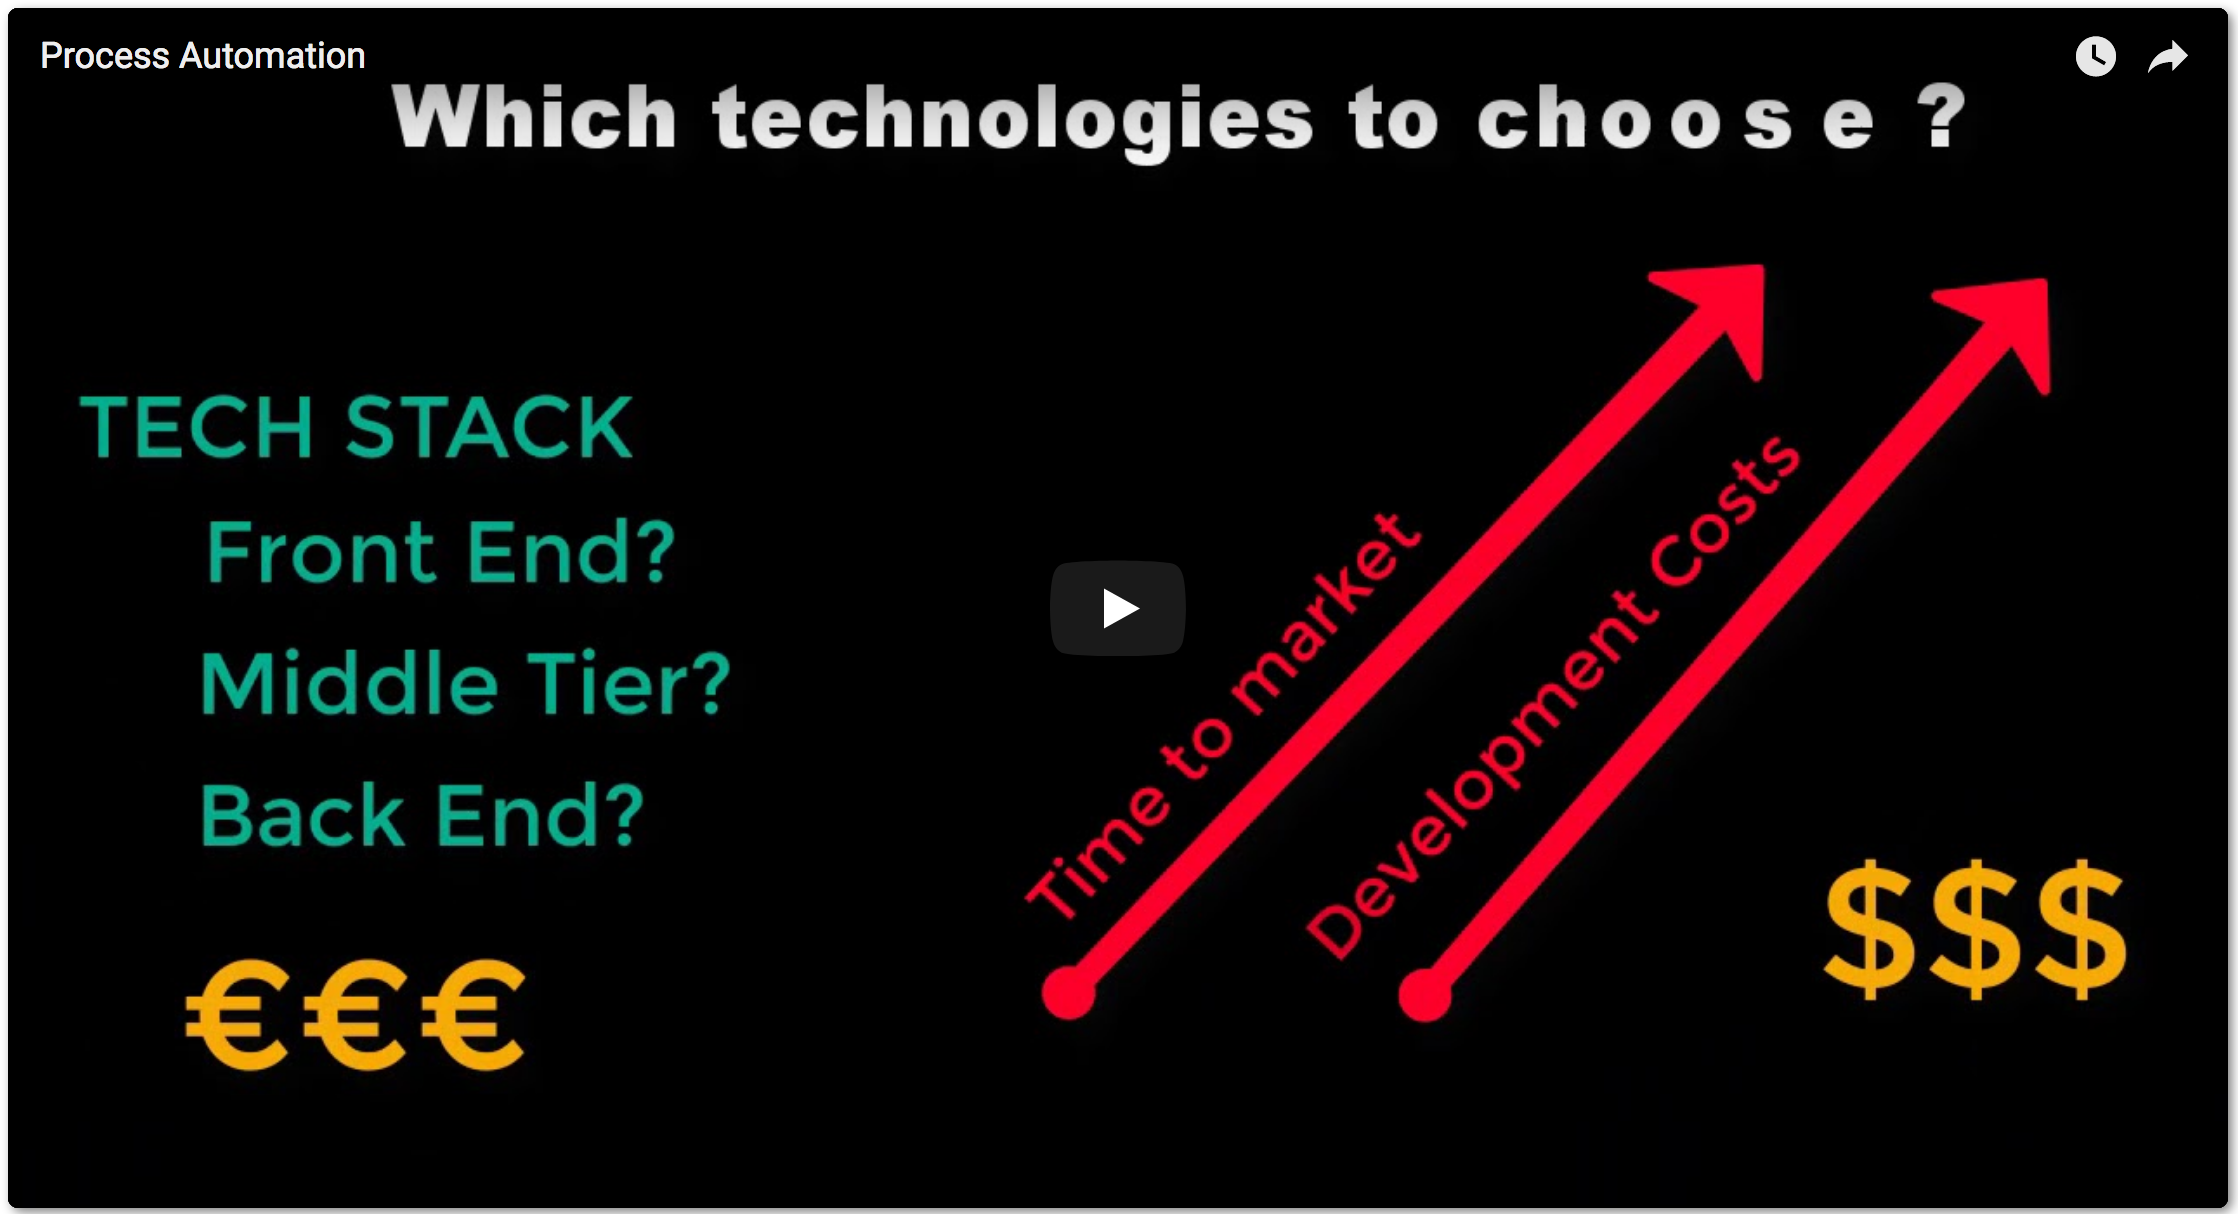 Process Automation
Which technologies to choose ?
TECH STACK
Front End?
Middle Tier?
Back End?
€€€
Time to market
Development Costs
$$$